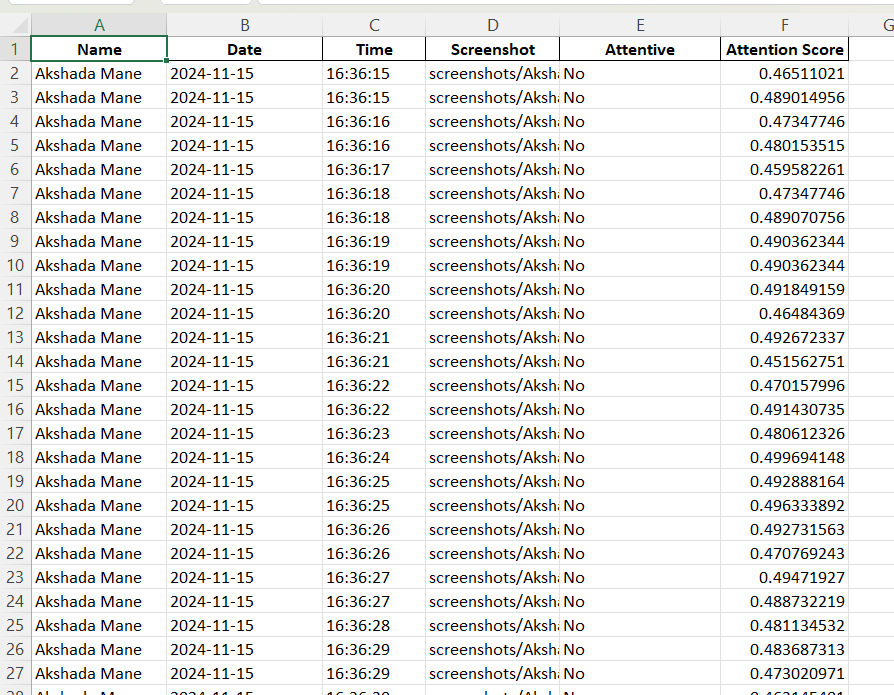 A B C D E F G
1 Name Date Time Screenshot Attentive Attention Score
2 Akshada Mane 2024-11-15 16:36:15 screenshots/Aksh No 0.46511021
3 Akshada Mane 2024-11-15 16:36:15 screenshots/Aksh No 0.489014956
4 Akshada Mane 2024-11-15 16:36:16 screenshots/Aksh No 0.47347746
5 Akshada Mane 2024-11-15 16:36:16 screenshots/Aksh No 0.480153515
6 Akshada Mane 2024-11-15 16:36:17 screenshots/Aksh No 0.459582261
7 Akshada Mane 2024-11-15 16:36:18 screenshots/Aksh No 0.47347746
8 Akshada Mane 2024-11-15 16:36:18 screenshots/Aksh No 0.489070756
9 Akshada Mane 2024-11-15 16:36:19 screenshots/Aksh No 0.490362344
10 Akshada Mane 2024-11-15 16:36:19 screenshots/Aksh No 0.490362344
11 Akshada Mane 2024-11-15 16:36:20 screenshots/Aksh No 0.491849159
12 Akshada Mane 2024-11-15 16:36:20 screenshots/Aksh No 0.46484369
13 Akshada Mane 2024-11-15 16:36:21 screenshots/Aksh No 0.492672337
14 Akshada Mane 2024-11-15 16:36:21 screenshots/Aksh No 0.451562751
15 Akshada Mane 2024-11-15 16:36:22 screenshots/Aksh No 0.470157996
16 Akshada Mane 2024-11-15 16:36:22 screenshots/Aksh No 0.491430735
17 Akshada Mane 2024-11-15 16:36:23 screenshots/Aksh No 0.480612326
18 Akshada Mane 2024-11-15 16:36:24 screenshots/Aksh No 0.499694148
19 Akshada Mane 2024-11-15 16:36:25 screenshots/Aksh No 0.492888164
20 Akshada Mane 2024-11-15 16:36:25 screenshots/Aksh No 0.496333892
21 Akshada Mane 2024-11-15 16:36:26 screenshots/Aksh No 0.492731563
22 Akshada Mane 2024-11-15 16:36:26 screenshots/Aksh No 0.470769243
23 Akshada Mane 2024-11-15 16:36:27 screenshots/Aksh No 0.49471927
24 Akshada Mane 2024-11-15 16:36:27 screenshots/Aksh No 0.488732219
25 Akshada Mane 2024-11-15 16:36:28 screenshots/Aksh No 0.481134532
26 Akshada Mane 2024-11-15 16:36:29 screenshots/Aksh No 0.483687313
27 Akshada Mane 2024-11-15 16:36:29 screenshots/Aksh No 0.473020971